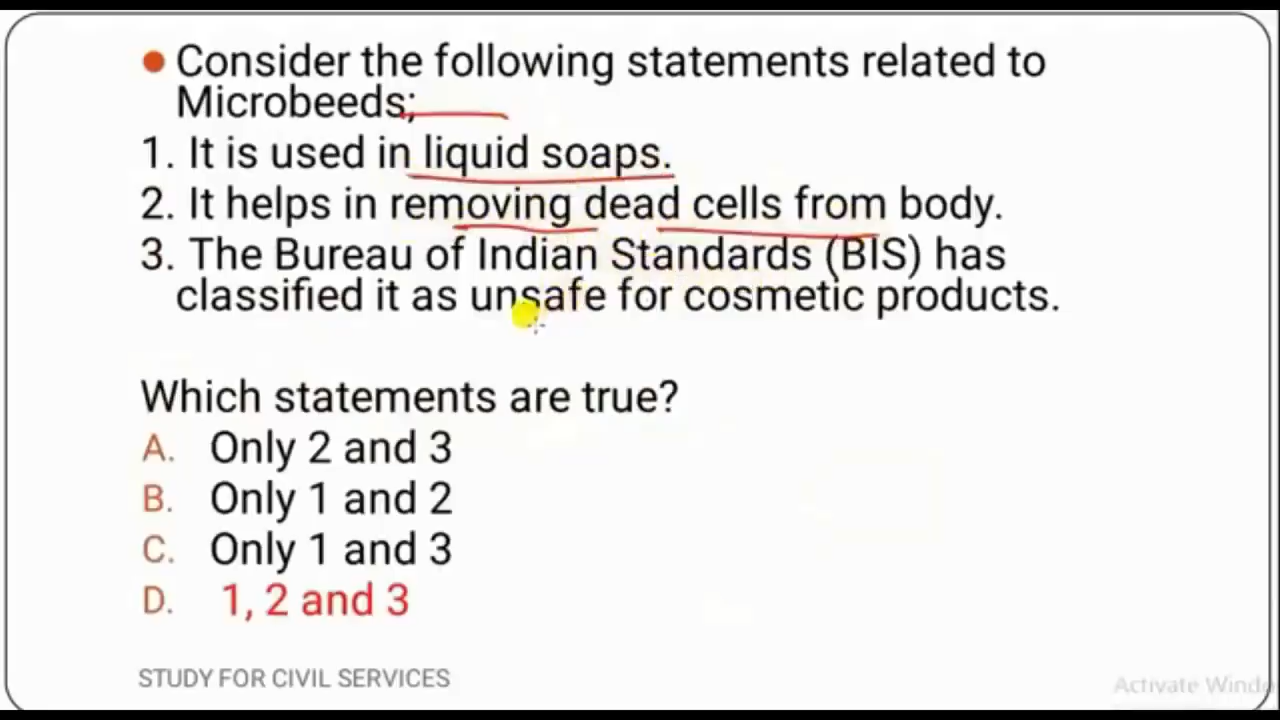 • Consider the following statements related to
Microbeeds;
1. It is used in liquid soaps.
2. It helps in removing dead cells from body.
3. The Bureau of Indian Standards (BIS) has
classified it as unsafe for cosmetic products.
Which statements are true?
A. Only 2 and 3
B. Only 1 and 2
C. Only 1 and 3
D. 1, 2 and 3
STUDY FOR CIVIL SERVICES
Activate Windo